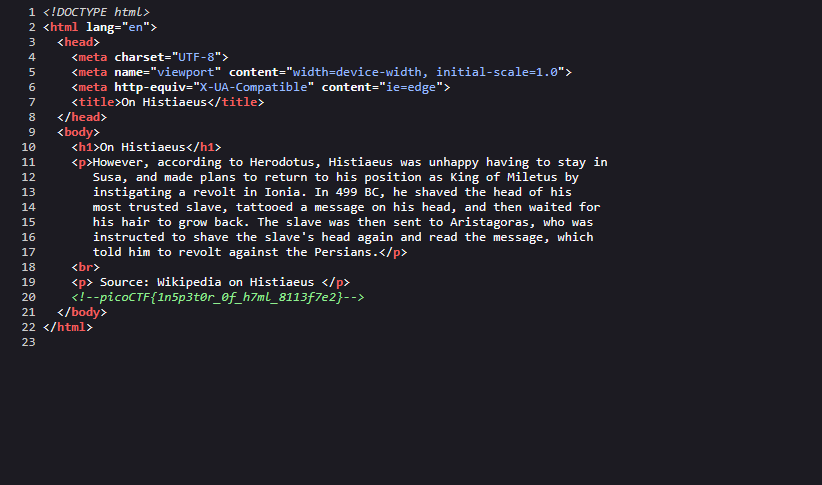 1 <!DOCTYPE html>
2 <html lang="en">
3   <head>
4     <meta charset="UTF-8">
5     <meta name="viewport" content="width=device-width, initial-scale=1.0">
6     <meta http-equiv="X-UA-Compatible" content="ie=edge">
7     <title>On Histiaeus</title>
8   </head>
9   <body>
10     <h1>On Histiaeus</h1>
11     <p>However, according to Herodotus, Histiaeus was unhappy having to stay in
12        Susa, and made plans to return to his position as King of Miletus by
13        instigating a revolt in Ionia. In 499 BC, he shaved the head of his
14        most trusted slave, tattooed a message on his head, and then waited for
15        his hair to grow back. The slave was then sent to Aristagoras, who was
16        instructed to shave the slave's head again and read the message, which
17        told him to revolt against the Persians.</p>
18     <br>
19     <p> Source: Wikipedia on Histiaeus </p>
20     <!--picoCTF{1n5p3t0r_0f_h7ml_8113f7e2}-->
21   </body>
22 </html>
23